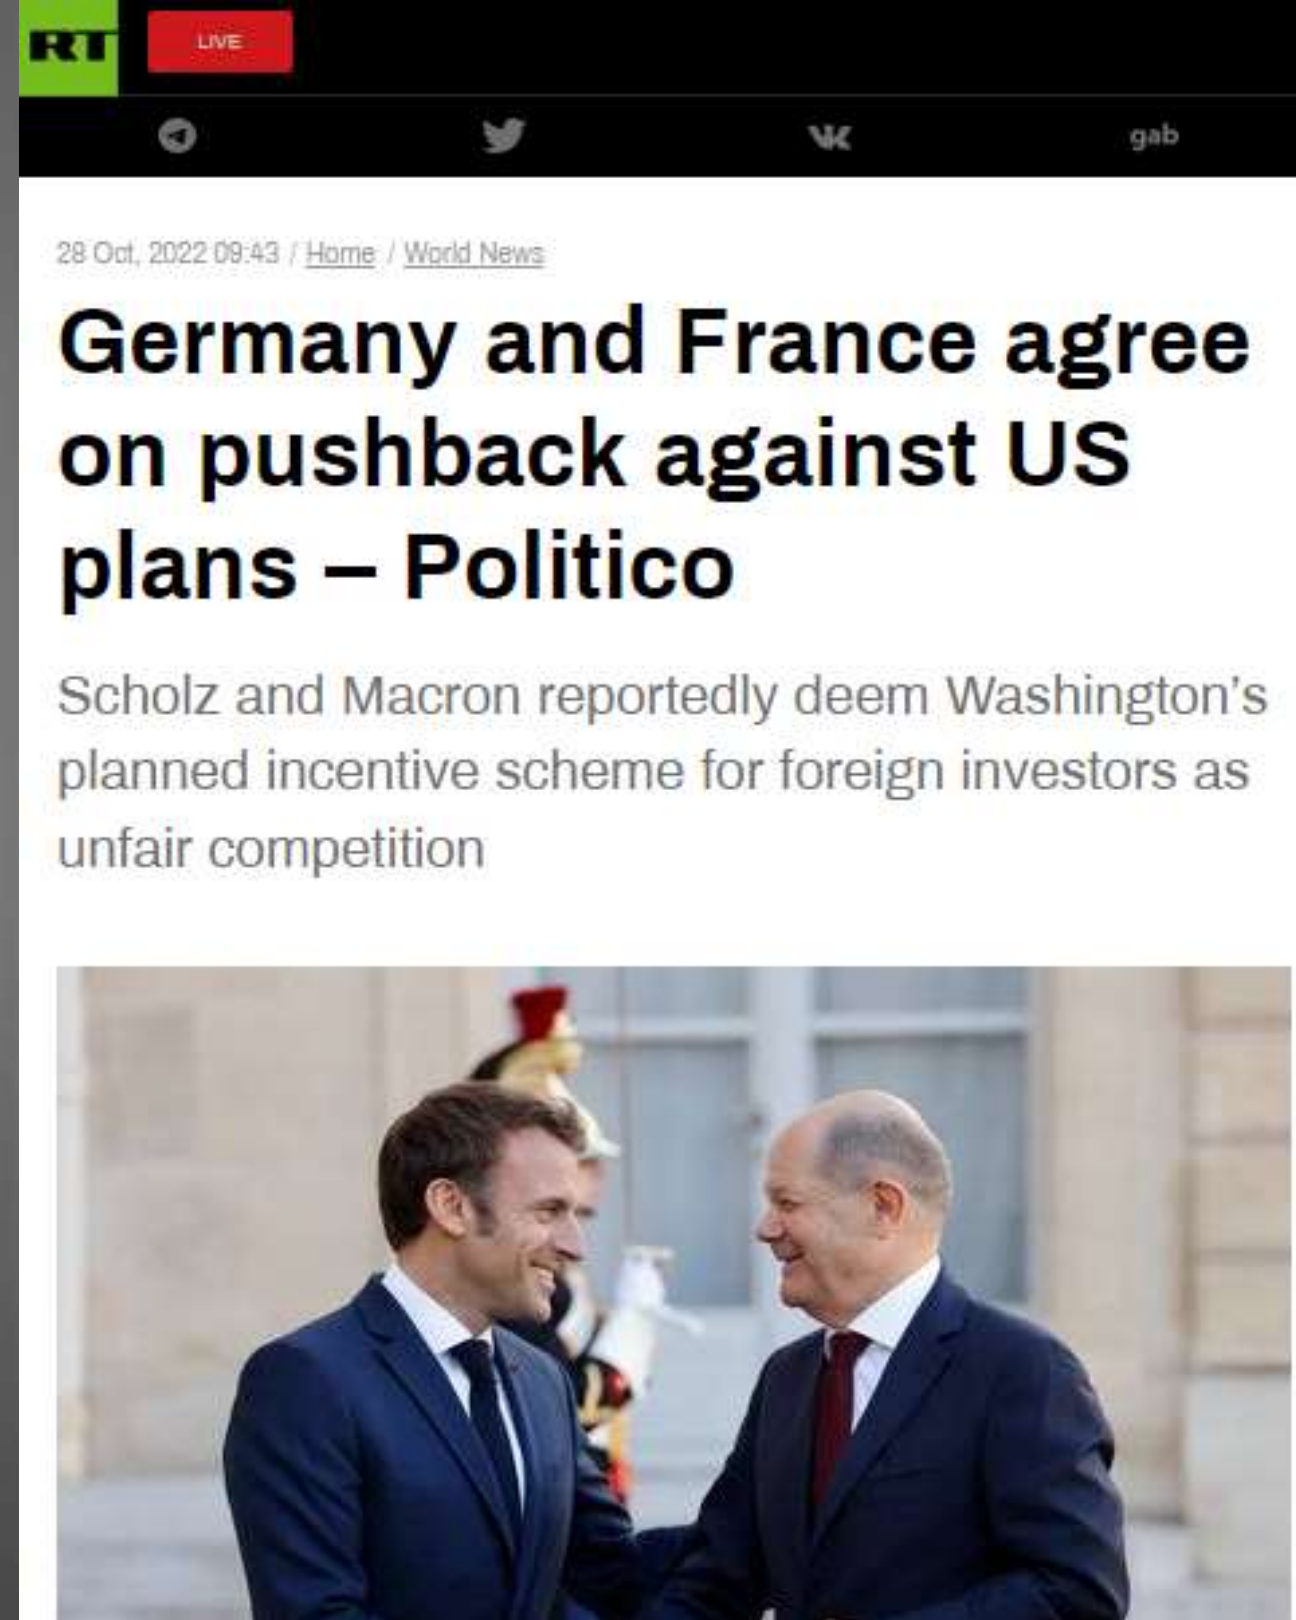 RT
LIVE
gab
28 Oct, 2022 09:43 / Home / World News
Germany and France agree
on pushback against US
plans – Politico
Scholz and Macron reportedly deem Washington’s
planned incentive scheme for foreign investors as
unfair competition